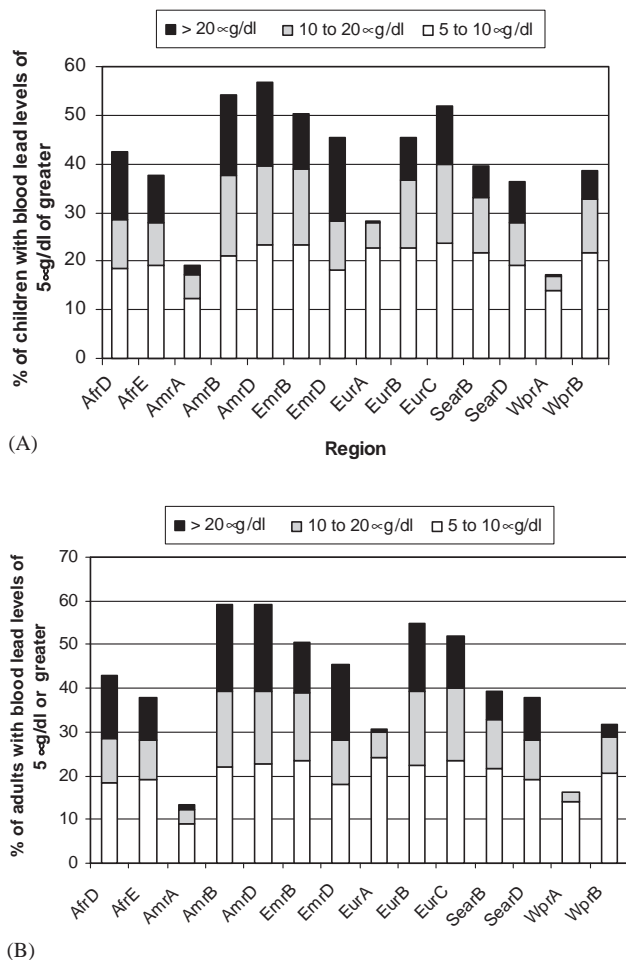 > 20∝g/dl 10 to 20∝g/dl 5 to 10∝g/dl
% of children with blood lead levels of
5∝g/dl of greater
60
50
40
30
20
10
0
AfrD AfrE AmrA AmrB AmrD EmrB EmrD EurA EurB EurC SearB SearD WprA WprB
(A)
Region
> 20∝g/dl 10 to 20∝g/dl 5 to 10∝g/dl
% of adults with blood lead levels of
5 ∝g/dl or greater
70
60
50
40
30
20
10
0
AfrD AfrE AmrA AmrB AmrD EmrB EmrD EurA EurB EurC SearB SearD WprA WprB
(B)